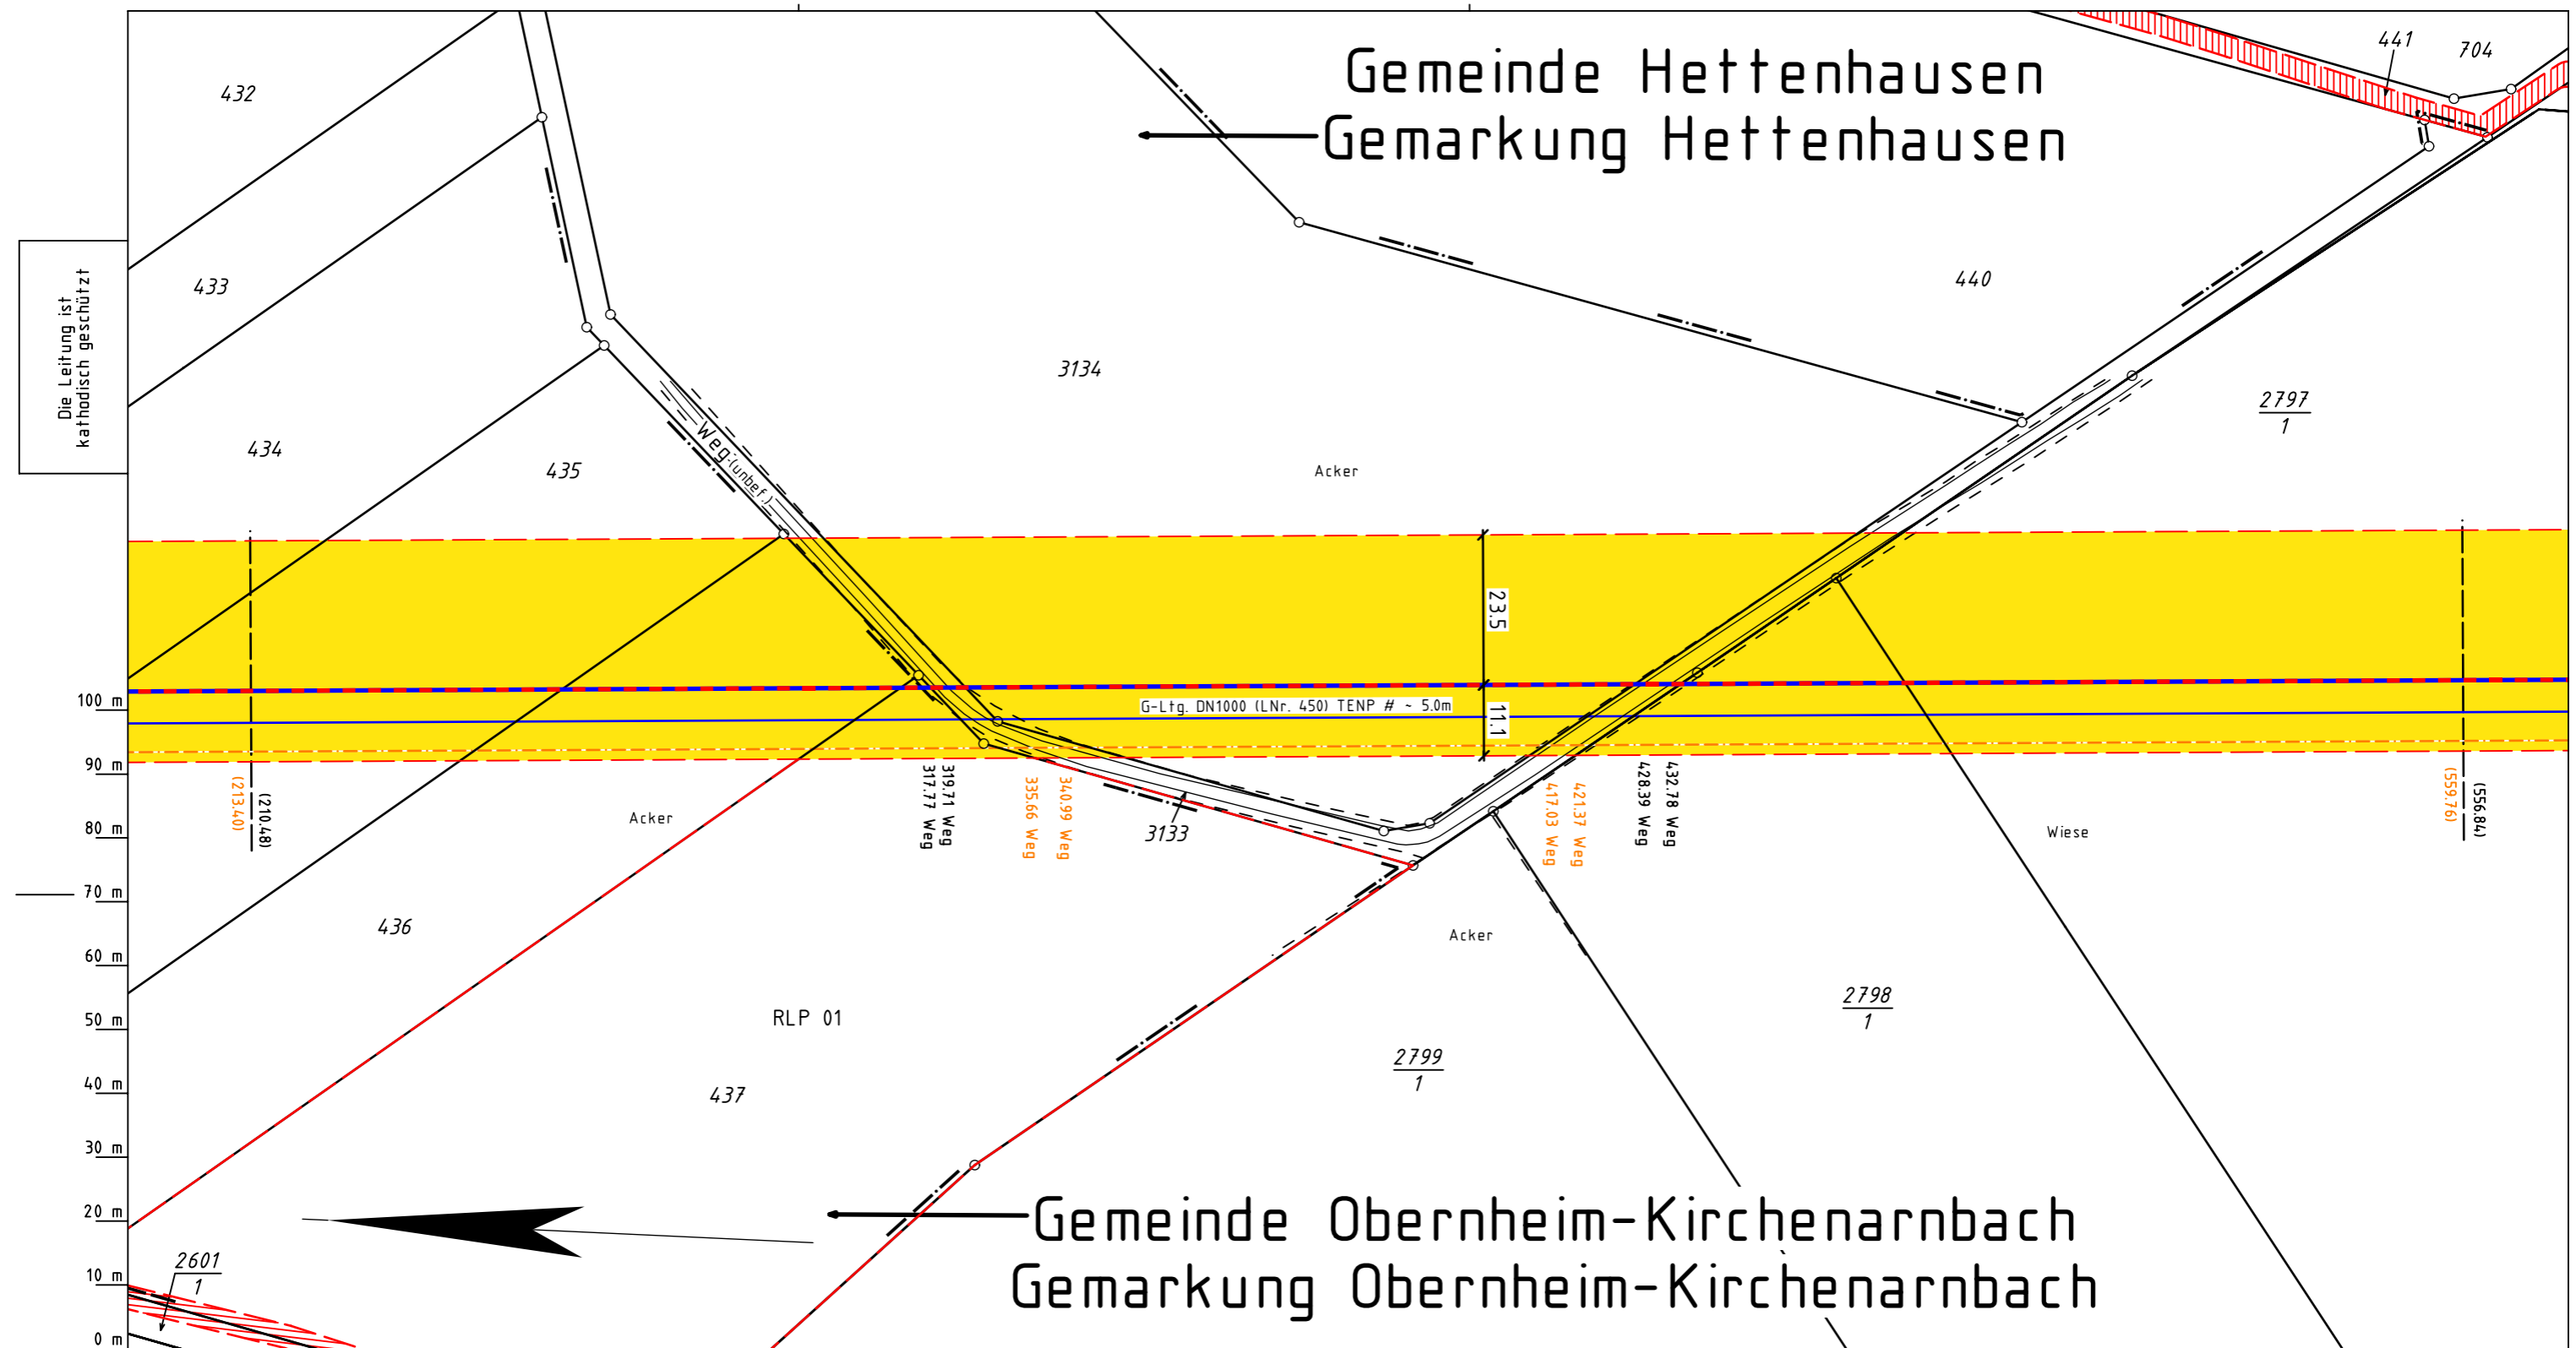 Gemeinde Hettenhausen
Gemarkung Hettenhausen
441
704
432
433
434
435
3134
440
2797
1
Die Leitung ist
kathodisch geschützt
Weg (unbef.)
Acker
23.5
11.1
G-Ltg. DN1000 (LNr. 450) TENP # ~ 5.0m
100 m
90 m
80 m
70 m
60 m
50 m
40 m
30 m
20 m
10 m
0 m
(213.40)
(210.48)
Acker
317.77 Weg
319.71 Weg
335.66 Weg
340.99 Weg
3133
417.03 Weg
421.37 Weg
428.39 Weg
432.78 Weg
Wiese
(559.76)
(556.84)
436
Acker
RLP 01
437
2798
1
2799
1
Gemeinde Obernheim-Kirchenarnbach
Gemarkung Obernheim-Kirchenarnbach
2601
1